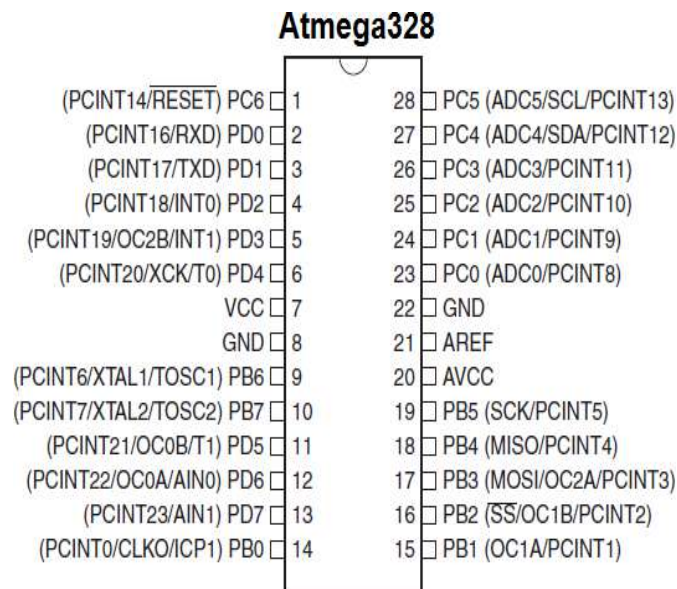 Atmega328
(PCINT14/RESET) PC6 1 28 PC5 (ADC5/SCL/PCINT13)
(PCINT16/RXD) PD0 2 27 PC4 (ADC4/SDA/PCINT12)
(PCINT17/TXD) PD1 3 26 PC3 (ADC3/PCINT11)
(PCINT18/INT0) PD2 4 25 PC2 (ADC2/PCINT10)
(PCINT19/OC2B/INT1) PD3 5 24 PC1 (ADC1/PCINT9)
(PCINT20/XCK/T0) PD4 6 23 PC0 (ADC0/PCINT8)
VCC 7 22 GND
GND 8 21 AREF
(PCINT6/XTAL1/TOSC1) PB6 9 20 AVCC
(PCINT7/XTAL2/TOSC2) PB7 10 19 PB5 (SCK/PCINT5)
(PCINT21/OC0B/T1) PD5 11 18 PB4 (MISO/PCINT4)
(PCINT22/OC0A/AIN0) PD6 12 17 PB3 (MOSI/OC2A/PCINT3)
(PCINT23/AIN1) PD7 13 16 PB2 (SS/OC1B/PCINT2)
(PCINT0/CLKO/ICP1) PB0 14 15 PB1 (OC1A/PCINT1)